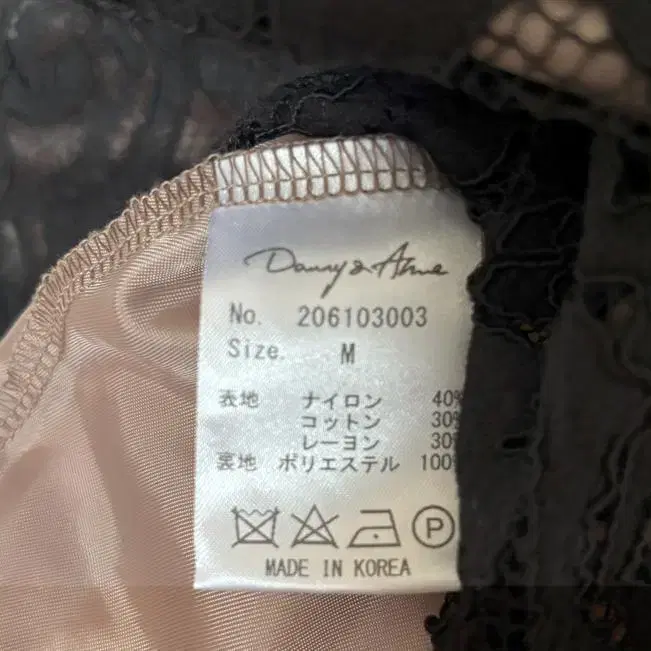 Danny & Anne
No. 206103003
Size. M
表地 ナイロン 40%
コットン 30%
レーヨン 30%
裏地 ポリエステル 100%
P
MADE IN KOREA